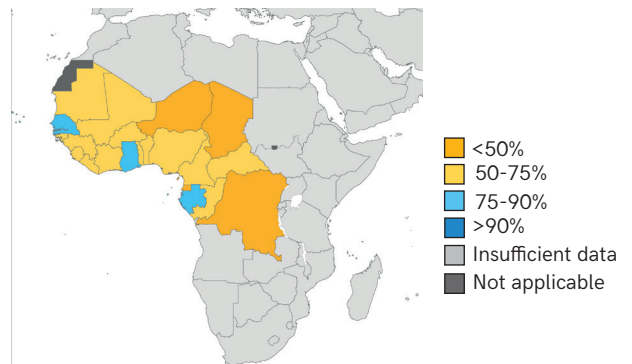 <50%
50-75%
75-90%
>90%
Insufficient data
Not applicable